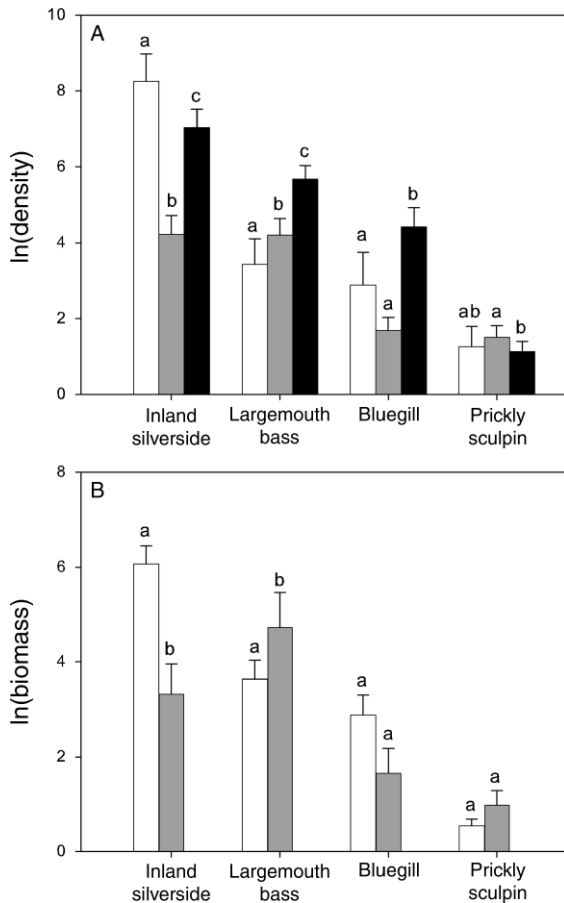 A
ln(density)
10
8
6
4
2
0
a
b
c
a
b
c
a
a
b
ab
a
b
Inland
silverside
Largemouth
bass
Bluegill
Prickly
sculpin
B
ln(biomass)
8
6
4
2
0
a
b
a
b
a
a
a
a
Inland
silverside
Largemouth
bass
Bluegill
Prickly
sculpin